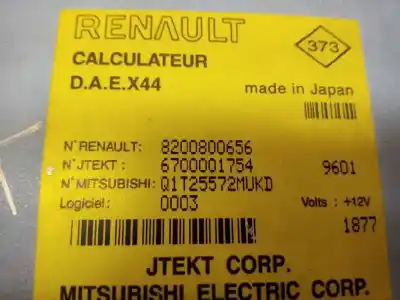 RENAULT
373
CALCULATEUR
D.A.E.X44
made in Japan
N°RENAULT: 8200800656
N°JTEKT : 6700001754 9601
N°MITSUBISHI: Q1T25572MUKD
Logiciel: 0003 Volts : +12V
1877
JTEKT CORP.
MITSUBISHI ELECTRIC CORP.